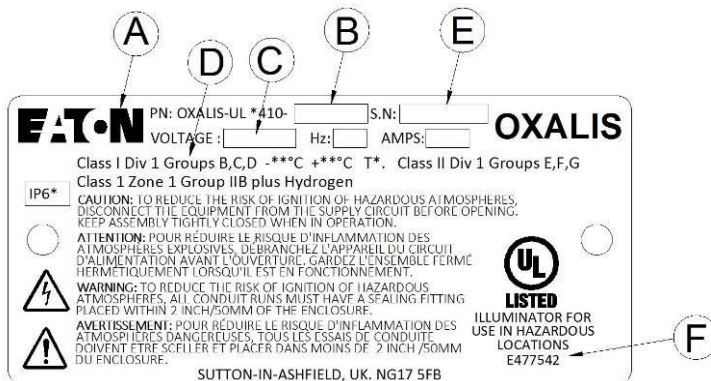 A B E
D C
EATON PN: OXALIS-UL *410- S.N: OXALIS
VOLTAGE : Hz: AMPS:
Class I Div 1 Groups B,C,D -**°C +**°C T*. Class II Div 1 Groups E,F,G
Class 1 Zone 1 Group IIB plus Hydrogen
IP6*
CAUTION: TO REDUCE THE RISK OF IGNITION OF HAZARDOUS ATMOSPHERES,
DISCONNECT THE EQUIPMENT FROM THE SUPPLY CIRCUIT BEFORE OPENING.
KEEP ASSEMBLY TIGHTLY CLOSED WHEN IN OPERATION.
ATTENTION: POUR RÉDUIRE LE RISQUE D'INFLAMMATION DES
ATMOSPHÈRES EXPLOSIVES, DÉBRANCHEZ L'APPAREIL DU CIRCUIT
D'ALIMENTATION AVANT L'OUVERTURE. GARDEZ L'ENSEMBLE FERMÉ
HERMÉTIQUEMENT LORSQU'IL EST EN FONCTIONNEMENT.
WARNING: TO REDUCE THE RISK OF IGNITION OF HAZARDOUS
ATMOSPHERES, ALL CONDUIT RUNS MUST HAVE A SEALING FITTING
PLACED WITHIN 2 INCH/50MM OF THE ENCLOSURE.
AVERTISSEMENT: POUR RÉDUIRE LE RISQUE D'INFLAMMATION DES
ATMOSPHÈRES DANGEREUSES, TOUS LES ESSAIS DE CONDUITE
DOIVENT ETRE SCELLER ET PLACER DANS MOINS DE 2 INCH /50MM
DU ENCLOSURE.
UL
LISTED
ILLUMINATOR FOR
USE IN HAZARDOUS
LOCATIONS
E477542
F
SUTTON-IN-ASHFIELD, UK. NG17 5FB